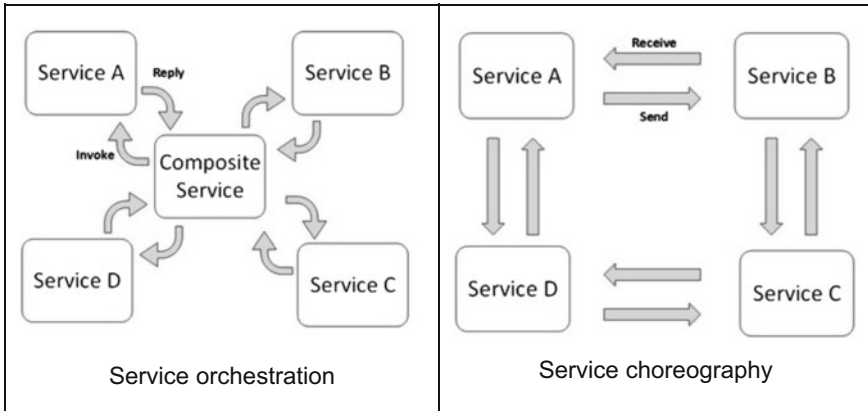 Service A
Reply
Service B
Invoke
Composite
Service
Service D
Service C
Service orchestration
Receive
Service A
Service B
Send
Service D
Service C
Service choreography